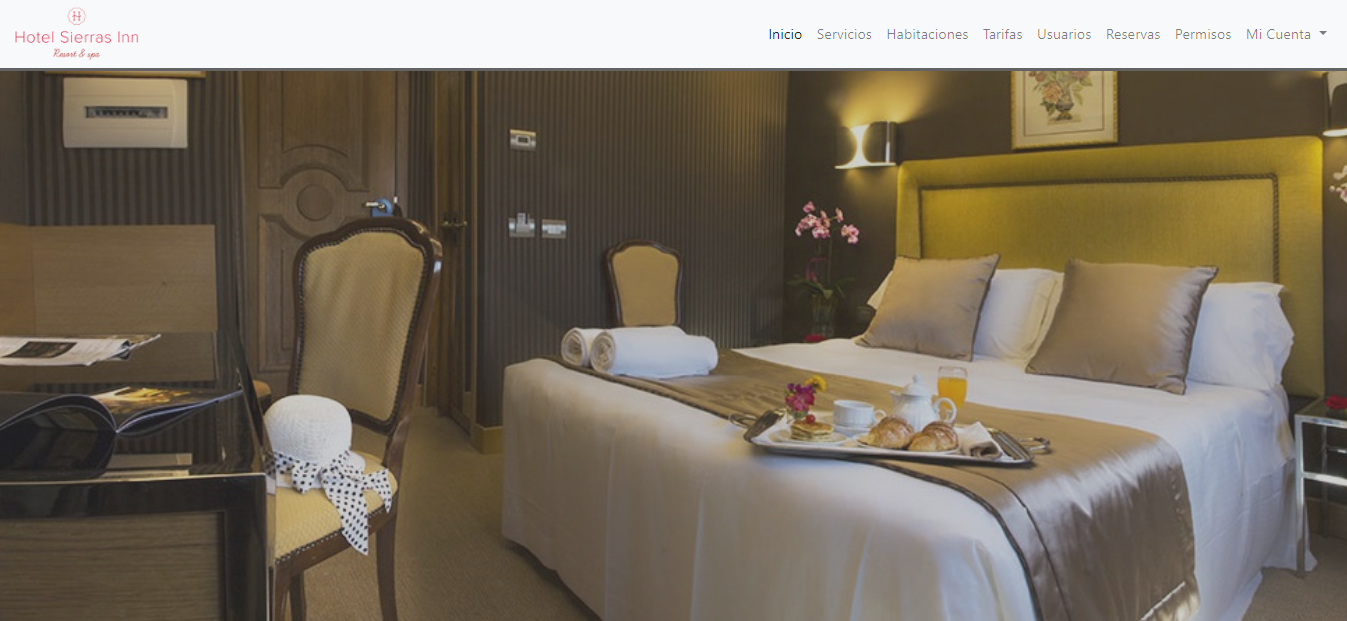 H
Hotel Sierras Inn
Resort & spa
Inicio Servicios Habitaciones Tarifas Usuarios Reservas Permisos Mi Cuenta